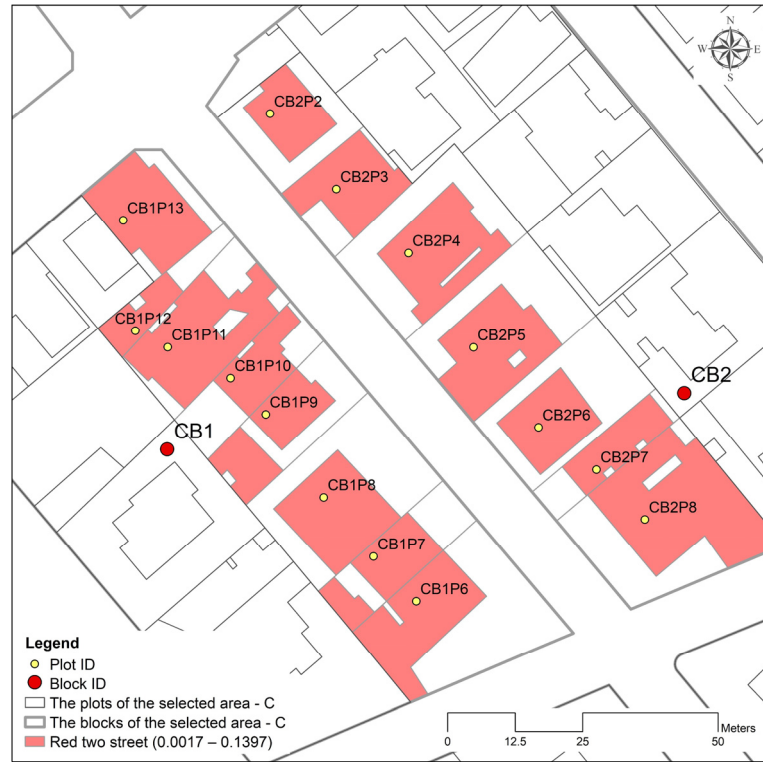 N
W E
S
CB2P2
CB2P3
CB1P13
CB2P4
CB1P12
CB1P11
CB2P5
CB1P10
CB2
CB1P9
CB2P6
CB1
CB2P7
CB1P8
CB2P8
CB1P7
CB1P6
Legend
Plot ID
Block ID
The plots of the selected area - C
The blocks of the selected area - C
Red two street (0.0017 – 0.1397)
Meters
0 12.5 25 50